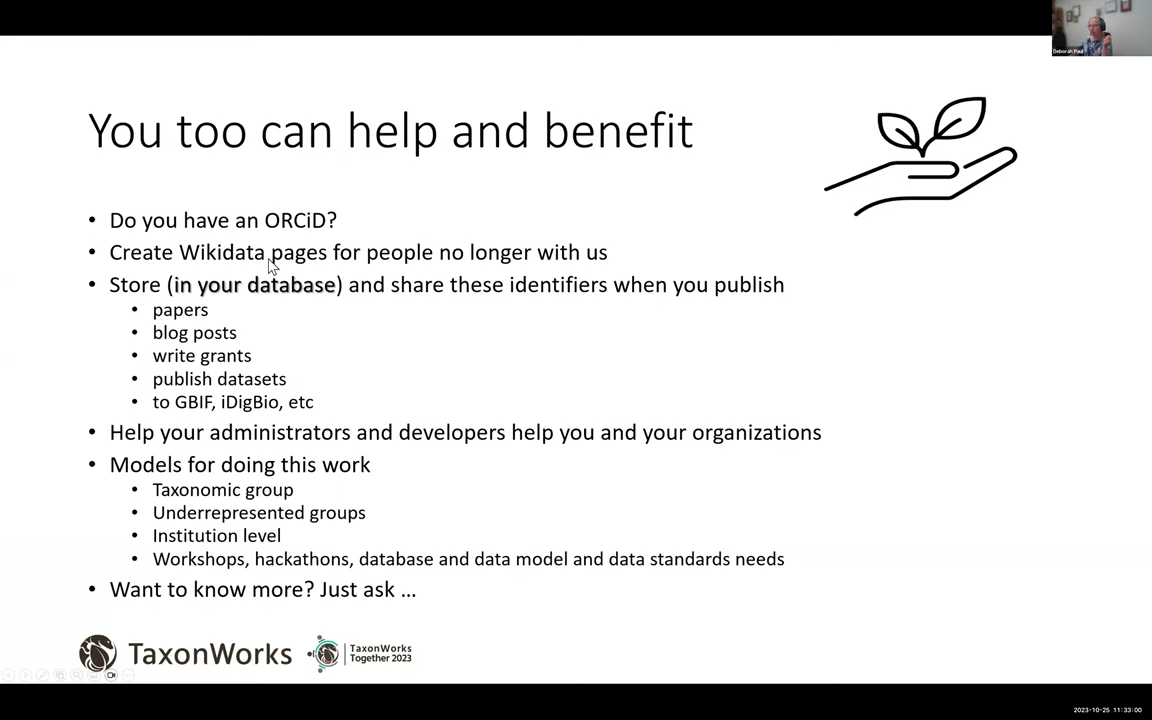 Deborah Paul
You too can help and benefit
• Do you have an ORCiD?
• Create Wikidata pages for people no longer with us
• Store (in your database) and share these identifiers when you publish
• papers
• blog posts
• write grants
• publish datasets
• to GBIF, iDigBio, etc
• Help your administrators and developers help you and your organizations
• Models for doing this work
• Taxonomic group
• Underrepresented groups
• Institution level
• Workshops, hackathons, database and data model and data standards needs
• Want to know more? Just ask ...
TaxonWorks
TaxonWorks
Together 2023
2023-10-25 11:33:00